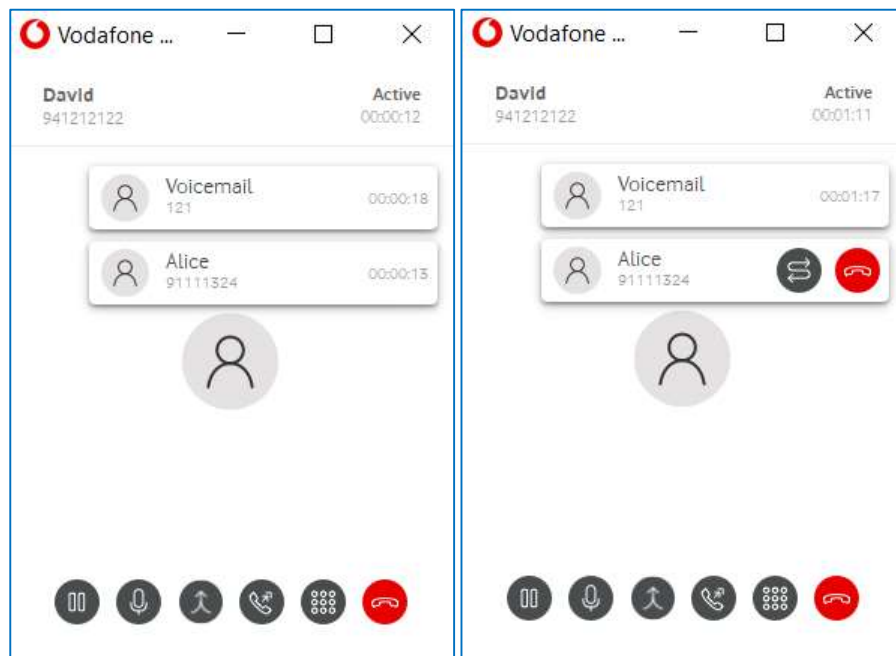 Vodafone ...
David Active
941212122 00:00:12
Voicemail
121 00:00:18
Alice
91111324 00:00:13
Vodafone ...
David Active
941212122 00:01:11
Voicemail
121 00:01:17
Alice
91111324